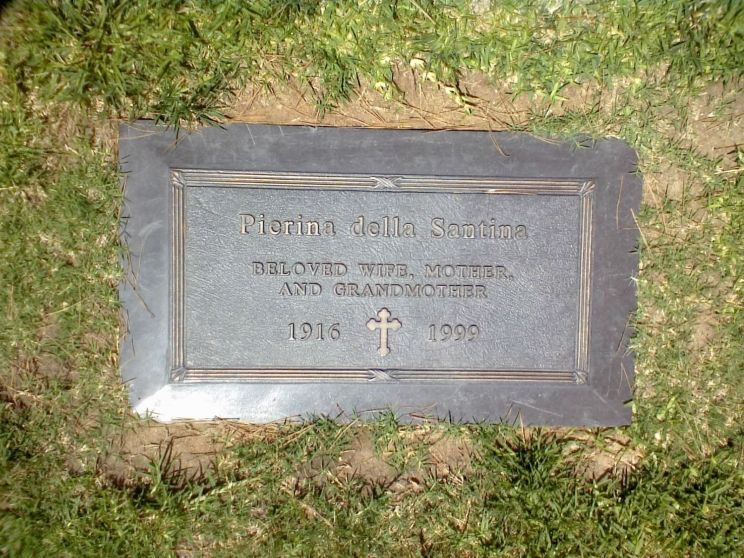 Pierina della Santina
BELOVED WIFE, MOTHER,
AND GRANDMOTHER
1916 1999